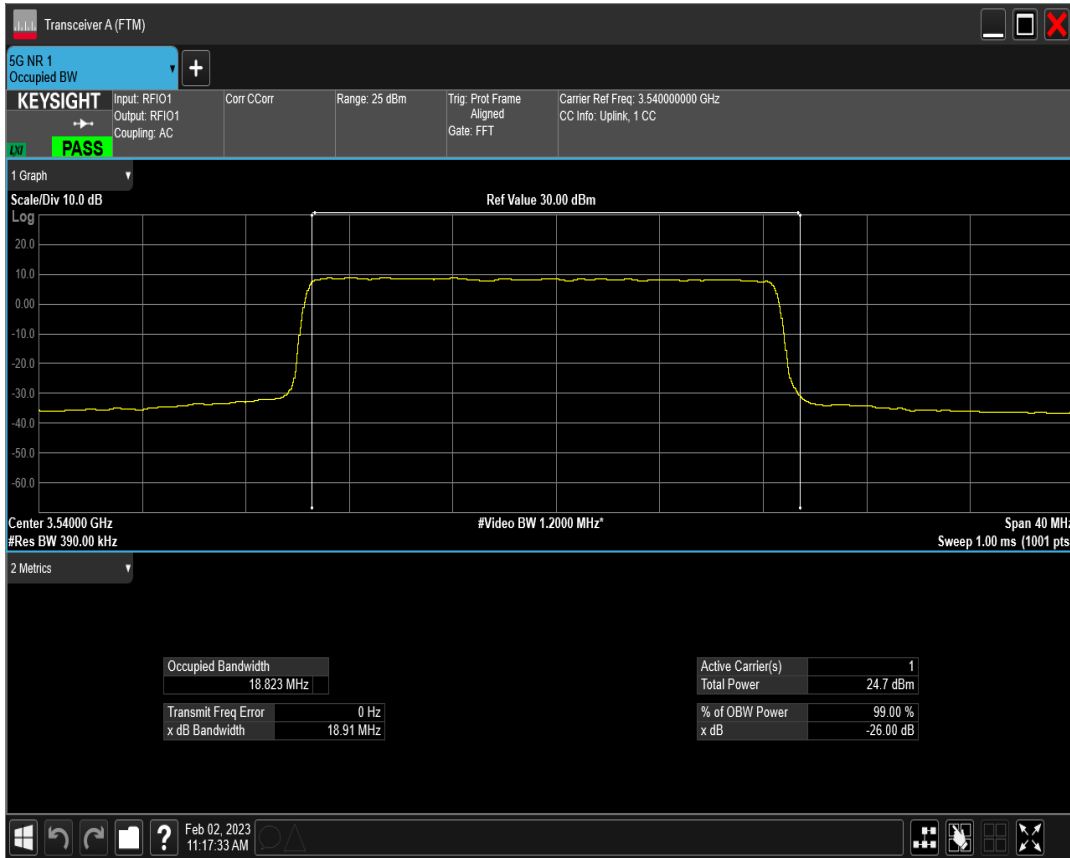 Transceiver A (FTM)
5G NR 1
Occupied BW
+
KEYSIGHT
Input: RFIO1
Output: RFIO1
Coupling: AC
Corr CCorr
Range: 25 dBm
Trig: Prot Frame
Aligned
Gate: FFT
Carrier Ref Freq: 3.540000000 GHz
CC Info: Uplink, 1 CC
LXI
PASS
1 Graph
Scale/Div 10.0 dB
Ref Value 30.00 dBm
Log
20.0
10.0
0.00
-10.0
-20.0
-30.0
-40.0
-50.0
-60.0
Center 3.54000 GHz
#Video BW 1.2000 MHz*
Span 40 MHz
#Res BW 390.00 kHz
Sweep 1.00 ms (1001 pts
2 Metrics
Occupied Bandwidth
18.823 MHz
Transmit Freq Error 0 Hz
x dB Bandwidth 18.91 MHz
Active Carrier(s) 1
Total Power 24.7 dBm
% of OBW Power 99.00 %
x dB -26.00 dB
?
Feb 02, 2023
11:17:33 AM